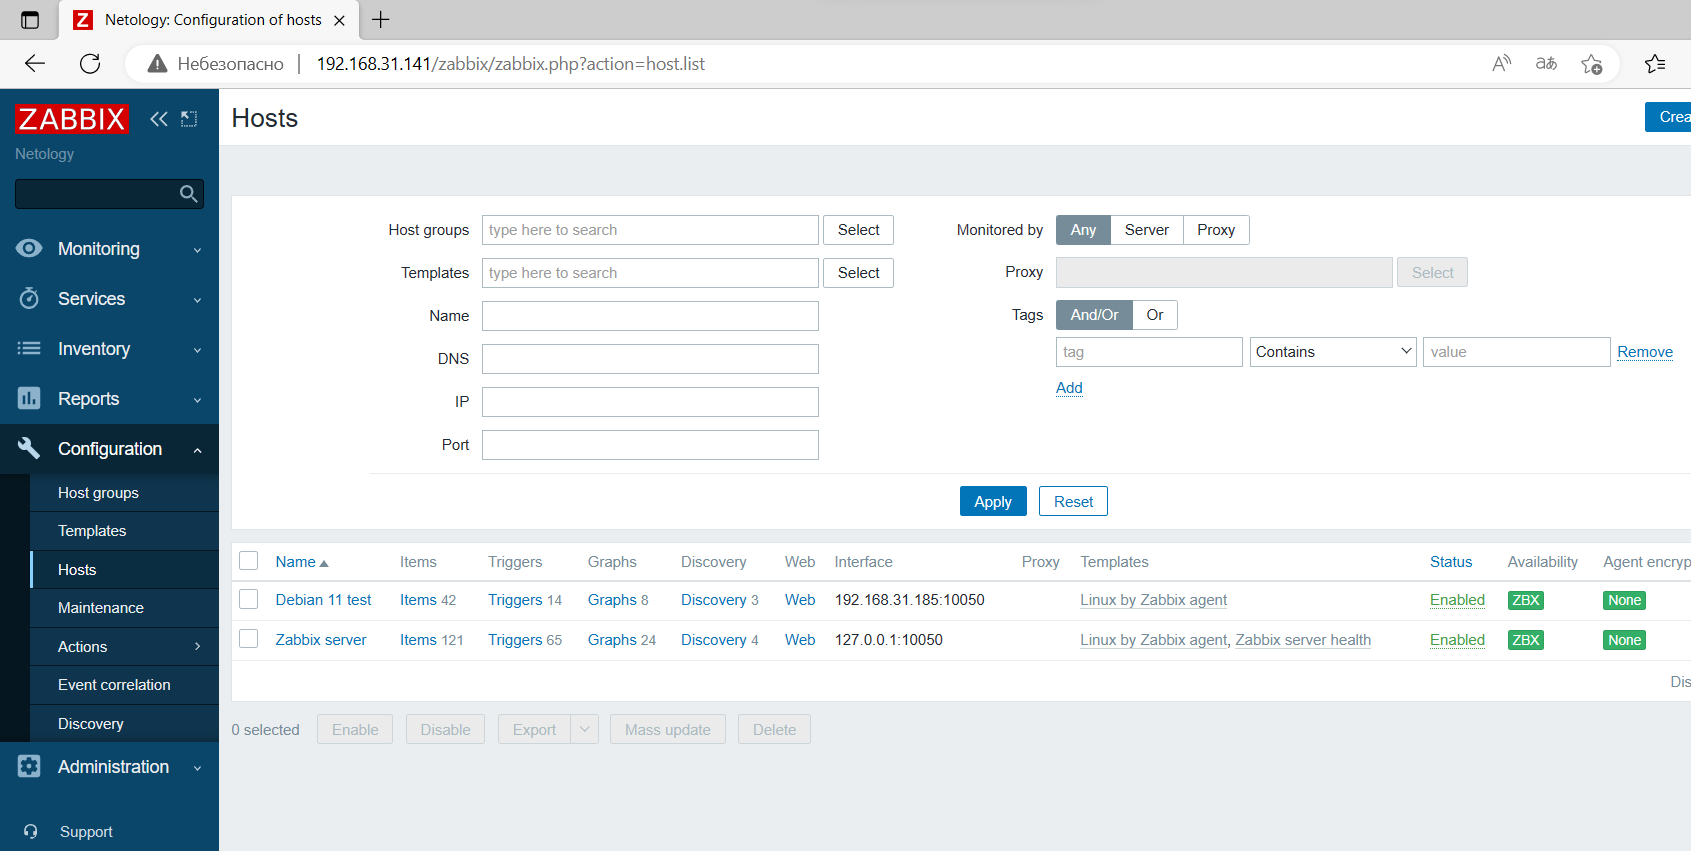 Netology: Configuration of hosts
Небезопасно 192.168.31.141/zabbix/zabbix.php?action=host.list
ZABBIX
Netology
Monitoring
Services
Inventory
Reports
Configuration
Host groups
Templates
Hosts
Maintenance
Actions
Event correlation
Discovery
Administration
Support
Hosts
Crea
Host groups type here to search Select
Templates type here to search Select
Name
DNS
IP
Port
Monitored by Any Server Proxy
Proxy Select
Tags And/Or Or
tag Contains value Remove
Add
Apply Reset
Name Items Triggers Graphs Discovery Web Interface Proxy Templates Status Availability Agent encryp
Debian 11 test Items 42 Triggers 14 Graphs 8 Discovery 3 Web 192.168.31.185:10050 Linux by Zabbix agent Enabled ZBX None
Zabbix server Items 121 Triggers 65 Graphs 24 Discovery 4 Web 127.0.0.1:10050 Linux by Zabbix agent, Zabbix server health Enabled ZBX None
Dis
0 selected Enable Disable Export Mass update Delete